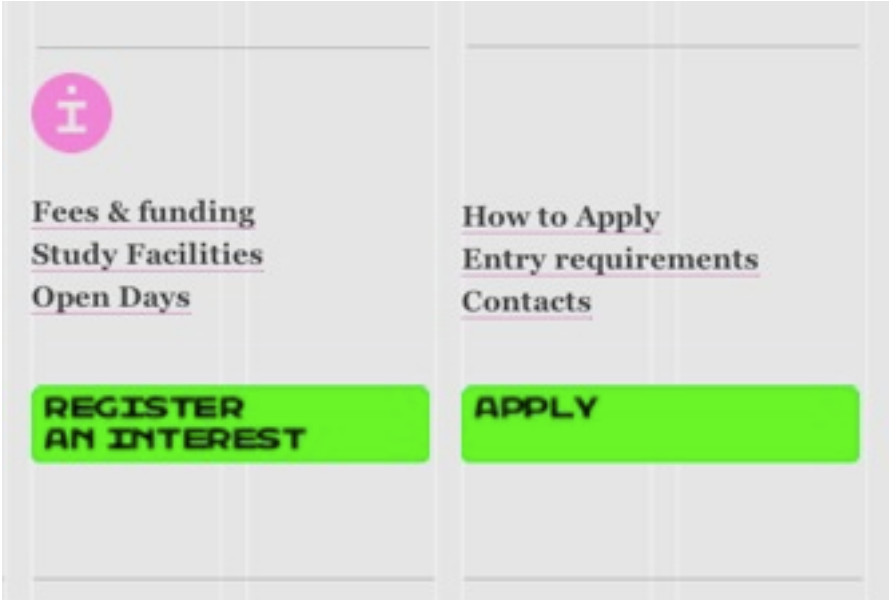 i
Fees & funding
Study Facilities
Open Days
REGISTER
AN INTEREST
How to Apply
Entry requirements
Contacts
APPLY